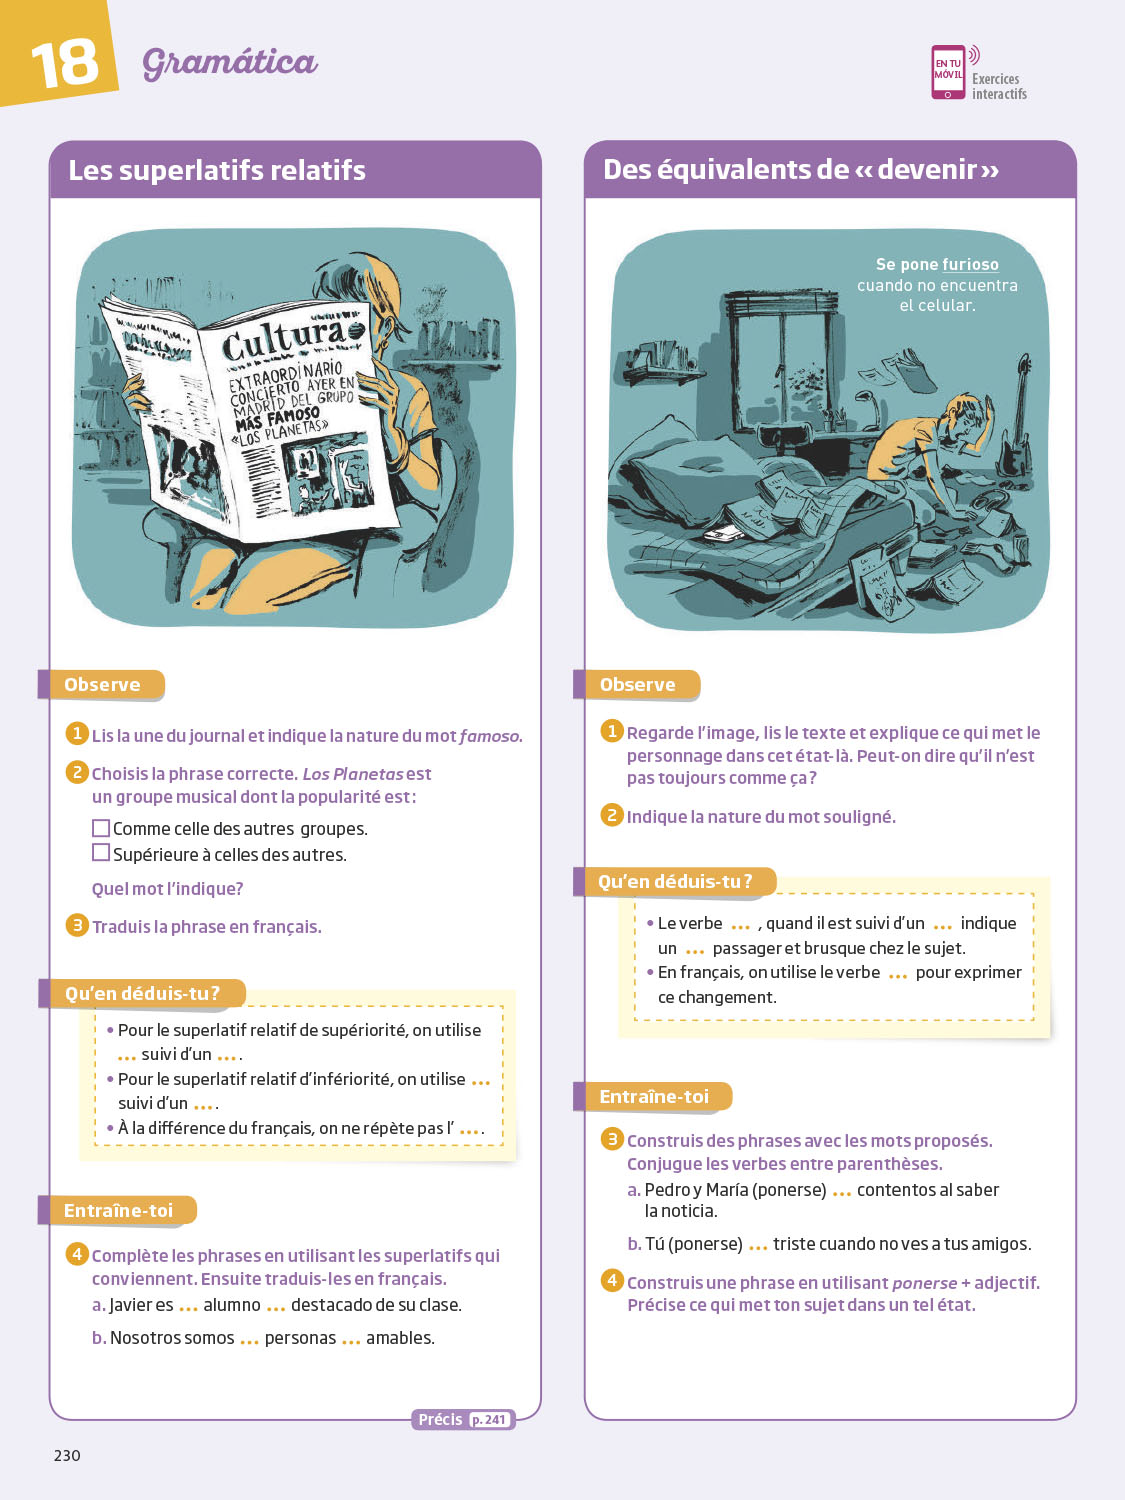 18
Gramática
EN TU
MÓVIL
Exercices
interactifs
Les superlatifs relatifs
Cultura
EXTRAORDINARIO
CONCIERTO AYER EN
MADRID DEL GRUPO
MÁS FAMOSO
«LOS PLANETAS»
Observe
1 Lis la une du journal et indique la nature du mot famoso.
2 Choisis la phrase correcte. Los Planetas est
un groupe musical dont la popularité est :
Comme celle des autres groupes.
Supérieure à celles des autres.
Quel mot l'indique?
3 Traduis la phrase en français.
Qu'en déduis-tu ?
• Pour le superlatif relatif de supériorité, on utilise
... suivi d'un ... .
• Pour le superlatif relatif d'infériorité, on utilise ...
suivi d'un ... .
• À la différence du français, on ne répète pas l' ... .
Entraîne-toi
4 Complète les phrases en utilisant les superlatifs qui
conviennent. Ensuite traduis-les en français.
a. Javier es ... alumno ... destacado de su clase.
b. Nosotros somos ... personas ... amables.
Précis p. 241
Des équivalents de « devenir »
Se pone furioso
cuando no encuentra
el celular.
Observe
1 Regarde l'image, lis le texte et explique ce qui met le
personnage dans cet état-là. Peut-on dire qu'il n'est
pas toujours comme ça ?
2 Indique la nature du mot souligné.
Qu'en déduis-tu ?
• Le verbe ... , quand il est suivi d'un ... indique
un ... passager et brusque chez le sujet.
• En français, on utilise le verbe ... pour exprimer
ce changement.
Entraîne-toi
3 Construis des phrases avec les mots proposés.
Conjugue les verbes entre parenthèses.
a. Pedro y María (ponerse) ... contentos al saber
la noticia.
b. Tú (ponerse) ... triste cuando no ves a tus amigos.
4 Construis une phrase en utilisant ponerse + adjectif.
Précise ce qui met ton sujet dans un tel état.
230